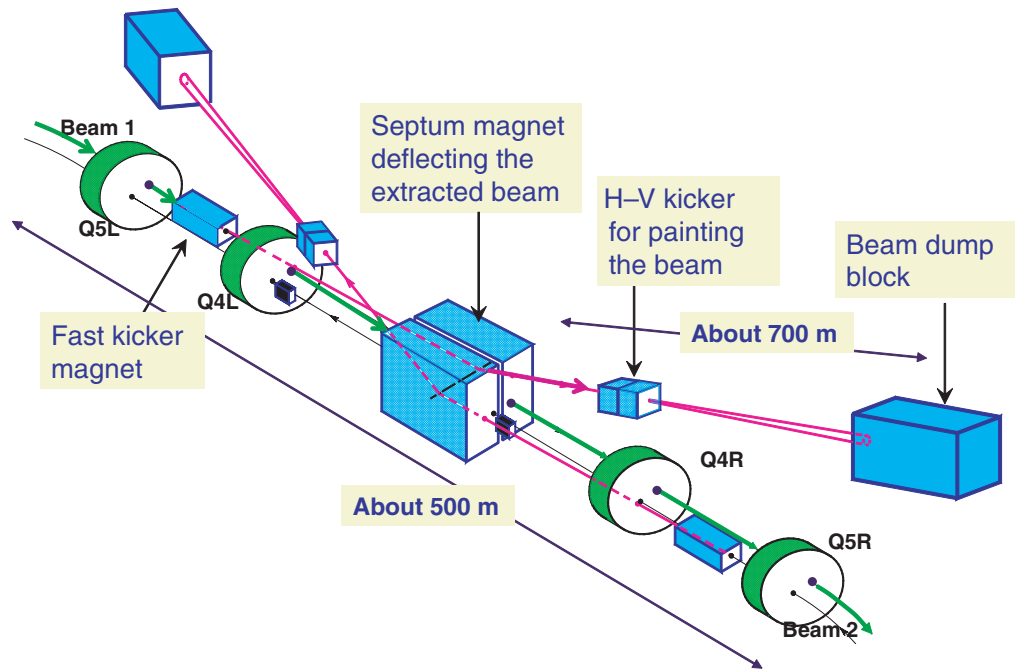 Beam 1
Septum magnet
deflecting the
extracted beam
H–V kicker
for painting
the beam
Beam dump
block
Q5L
Q4L
Fast kicker
magnet
About 700 m
About 500 m
Q4R
Q5R
Beam 2